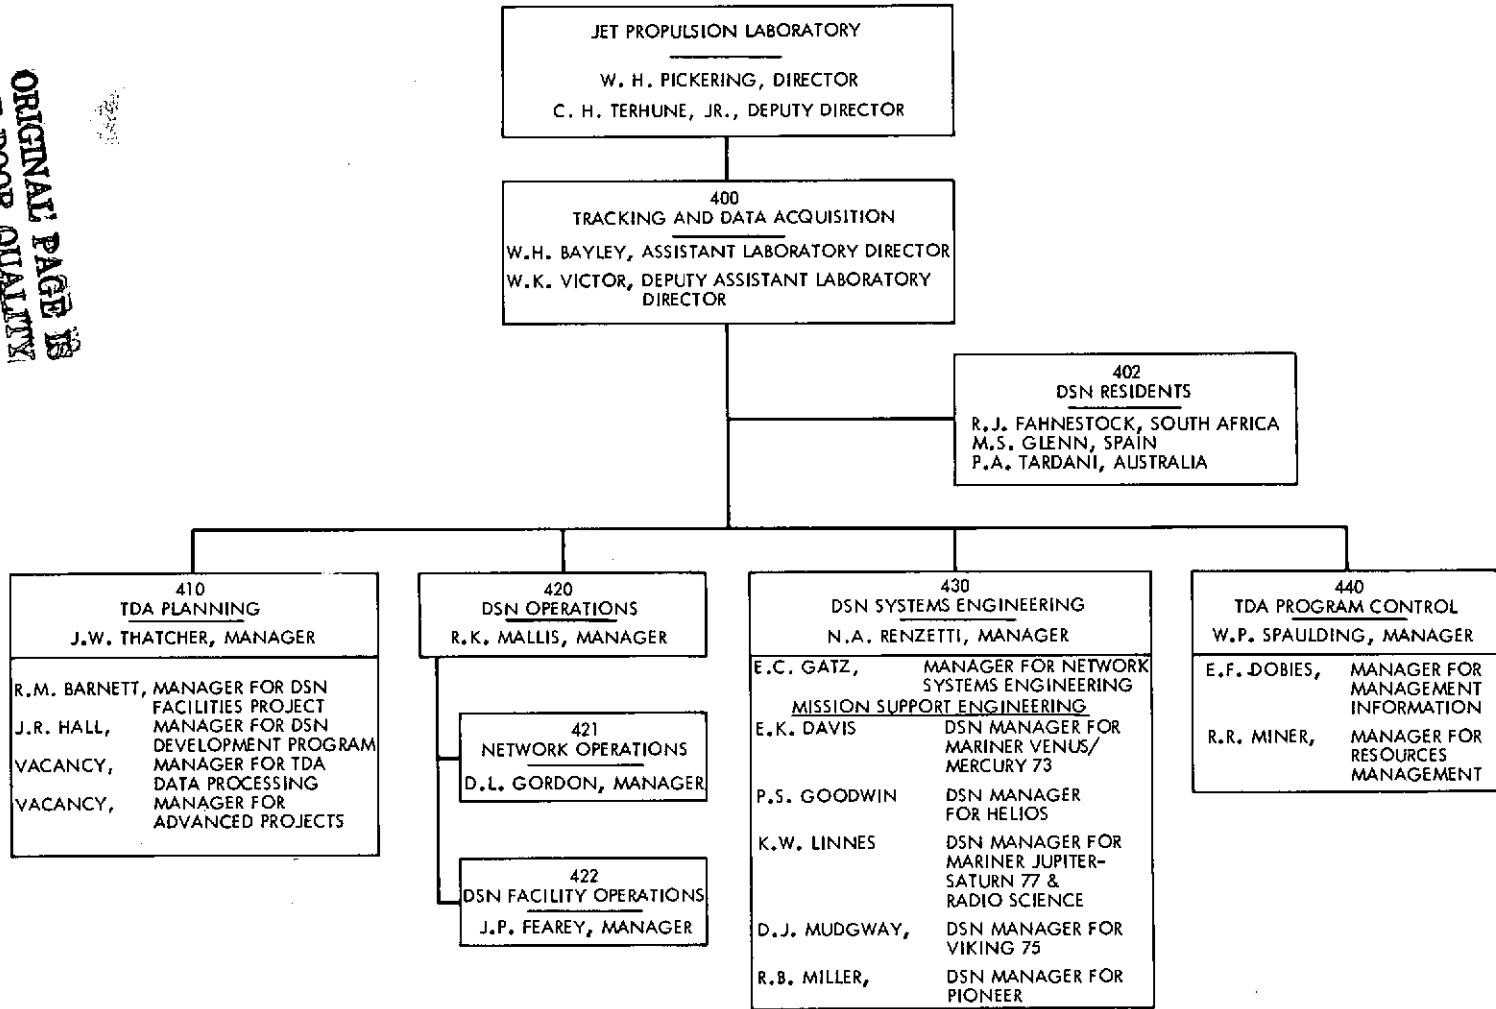 ORIGINAL PAGE IS
POOR QUALITY
JET PROPULSION LABORATORY
W. H. PICKERING, DIRECTOR
C. H. TERHUNE, JR., DEPUTY DIRECTOR
400
TRACKING AND DATA ACQUISITION
W.H. BAYLEY, ASSISTANT LABORATORY DIRECTOR
W.K. VICTOR, DEPUTY ASSISTANT LABORATORY
DIRECTOR
402
DSN RESIDENTS
R.J. FAHNESTOCK, SOUTH AFRICA
M.S. GLENN, SPAIN
P.A. TARDANI, AUSTRALIA
410
TDA PLANNING
J.W. THATCHER, MANAGER
R.M. BARNETT, MANAGER FOR DSN
FACILITIES PROJECT
J.R. HALL, MANAGER FOR DSN
DEVELOPMENT PROGRAM
VACANCY, MANAGER FOR TDA
DATA PROCESSING
VACANCY, MANAGER FOR
ADVANCED PROJECTS
420
DSN OPERATIONS
R.K. MALLIS, MANAGER
421
NETWORK OPERATIONS
D.L. GORDON, MANAGER
422
DSN FACILITY OPERATIONS
J.P. FEAREY, MANAGER
430
DSN SYSTEMS ENGINEERING
N.A. RENZETTI, MANAGER
E.C. GATZ, MANAGER FOR NETWORK
SYSTEMS ENGINEERING
MISSION SUPPORT ENGINEERING
E.K. DAVIS DSN MANAGER FOR
MARINER VENUS/
MERCURY 73
P.S. GOODWIN DSN MANAGER
FOR HELIOS
K.W. LINNES DSN MANAGER FOR
MARINER JUPITER-
SATURN 77 &
RADIO SCIENCE
D.J. MUDGWAY, DSN MANAGER FOR
VIKING 75
R.B. MILLER, DSN MANAGER FOR
PIONEER
440
TDA PROGRAM CONTROL
W.P. SPAULDING, MANAGER
E.F. DOBIES, MANAGER FOR
MANAGEMENT
INFORMATION
R.R. MINER, MANAGER FOR
RESOURCES
MANAGEMENT